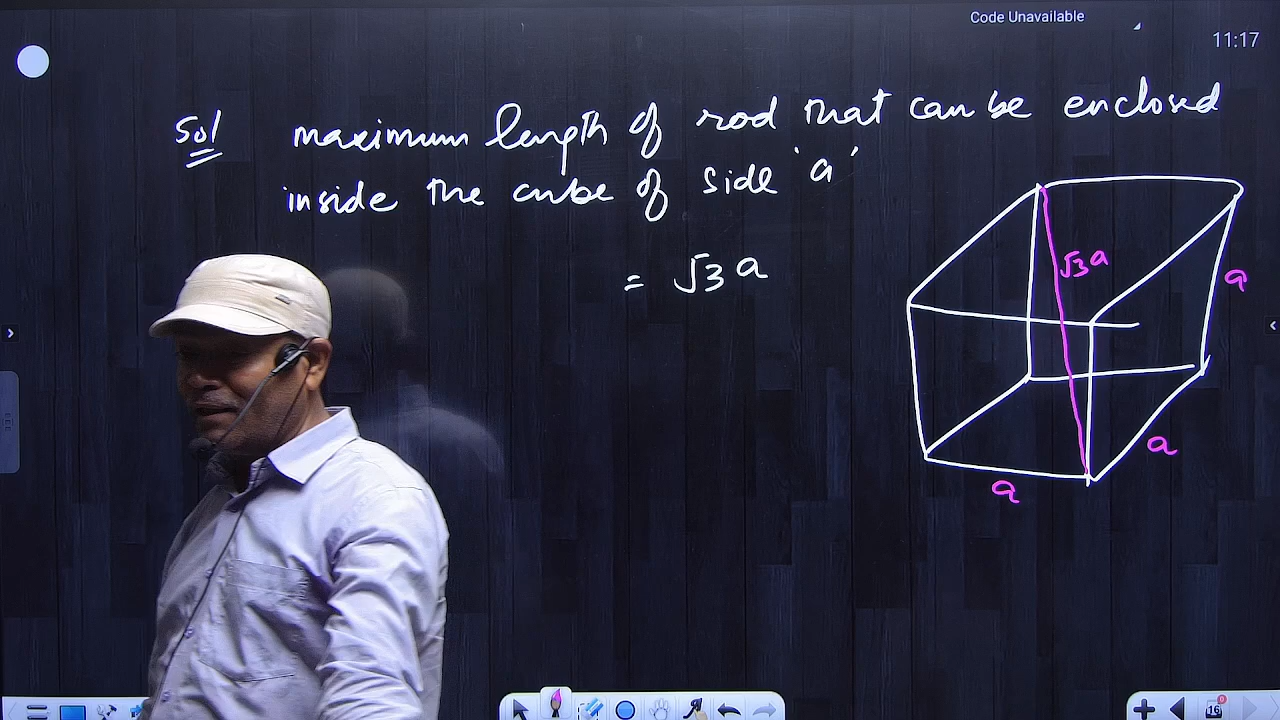 Code Unavailable
11:17
Sol maximum length of rod that can be enclosed
inside the cube of side 'a'
= √3 a
√3 a
a
a
a
16